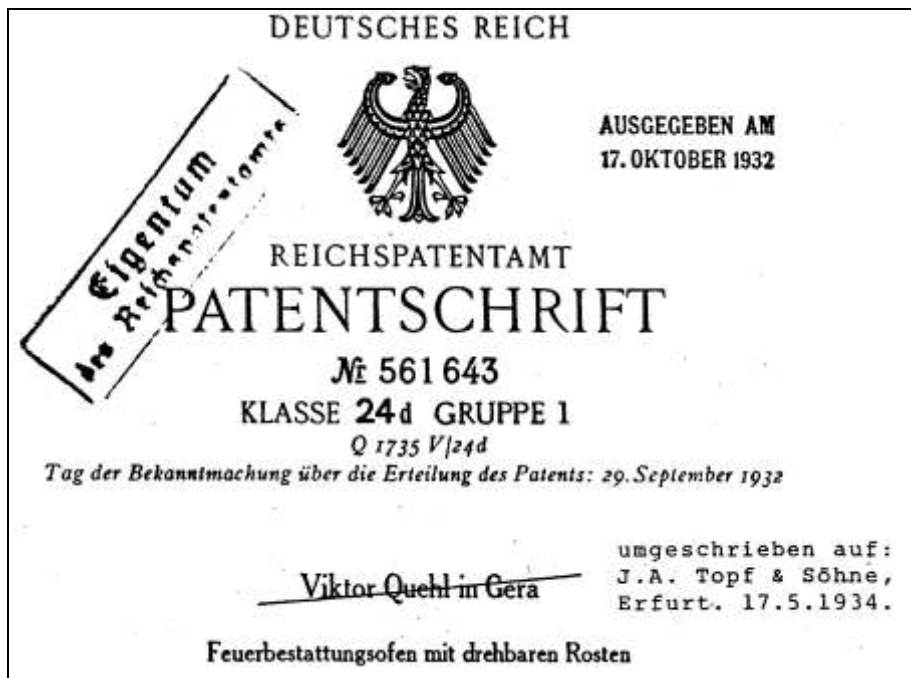 DEUTSCHES REICH
AUSGEGEBEN AM
17. OKTOBER 1932
Eigentum
des Reichspatentamts
REICHSPATENTAMT
PATENTSCHRIFT
№ 561 643
KLASSE 24d GRUPPE 1
Q 1735 V/24d
Tag der Bekanntmachung über die Erteilung des Patents: 29. September 1932
Viktor Quehl in Gera
umgeschrieben auf:
J.A. Topf & Söhne,
Erfurt. 17.5.1934.
Feuerbestattungsofen mit drehbaren Rosten